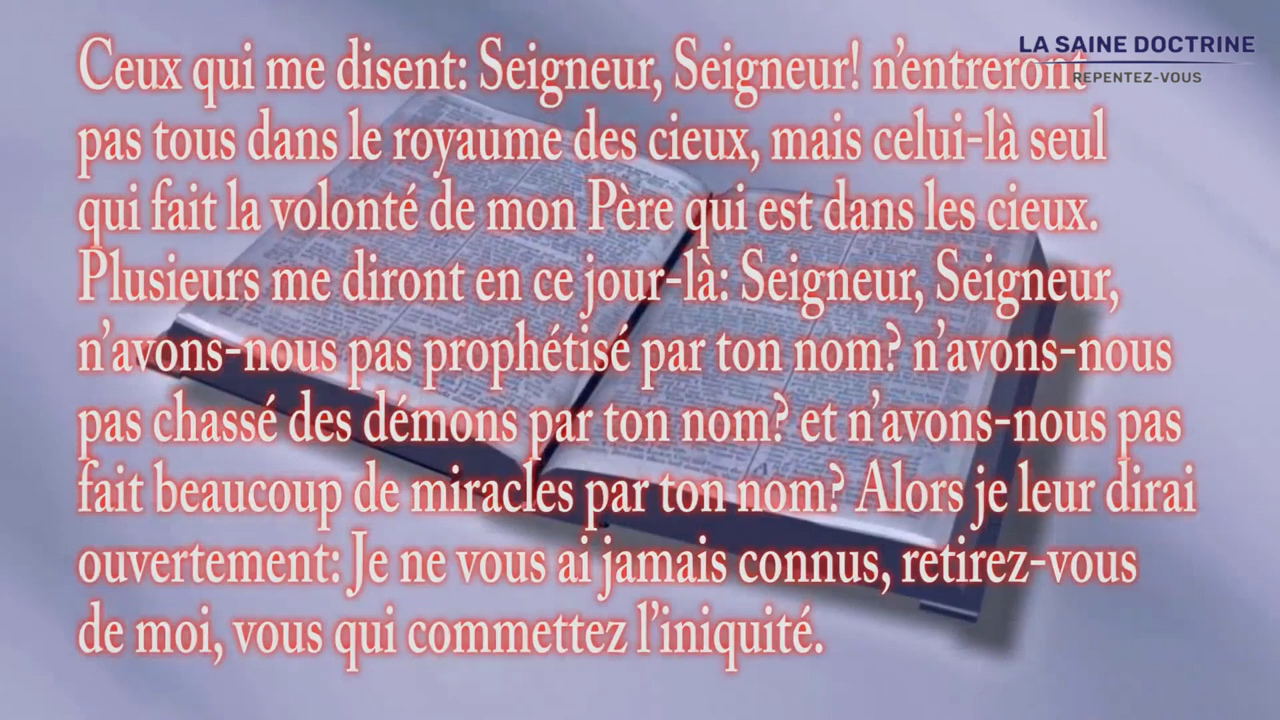 LA SAINE DOCTRINE
REPENTEZ-VOUS
Ceux qui me disent: Seigneur, Seigneur! n’entreront
pas tous dans le royaume des cieux, mais celui-là seul
qui fait la volonté de mon Père qui est dans les cieux.
Plusieurs me diront en ce jour-là: Seigneur, Seigneur,
n’avons-nous pas prophétisé par ton nom? n’avons-nous
pas chassé des démons par ton nom? et n’avons-nous pas
fait beaucoup de miracles par ton nom? Alors je leur dirai
ouvertement: Je ne vous ai jamais connus, retirez-vous
de moi, vous qui commettez l’iniquité.